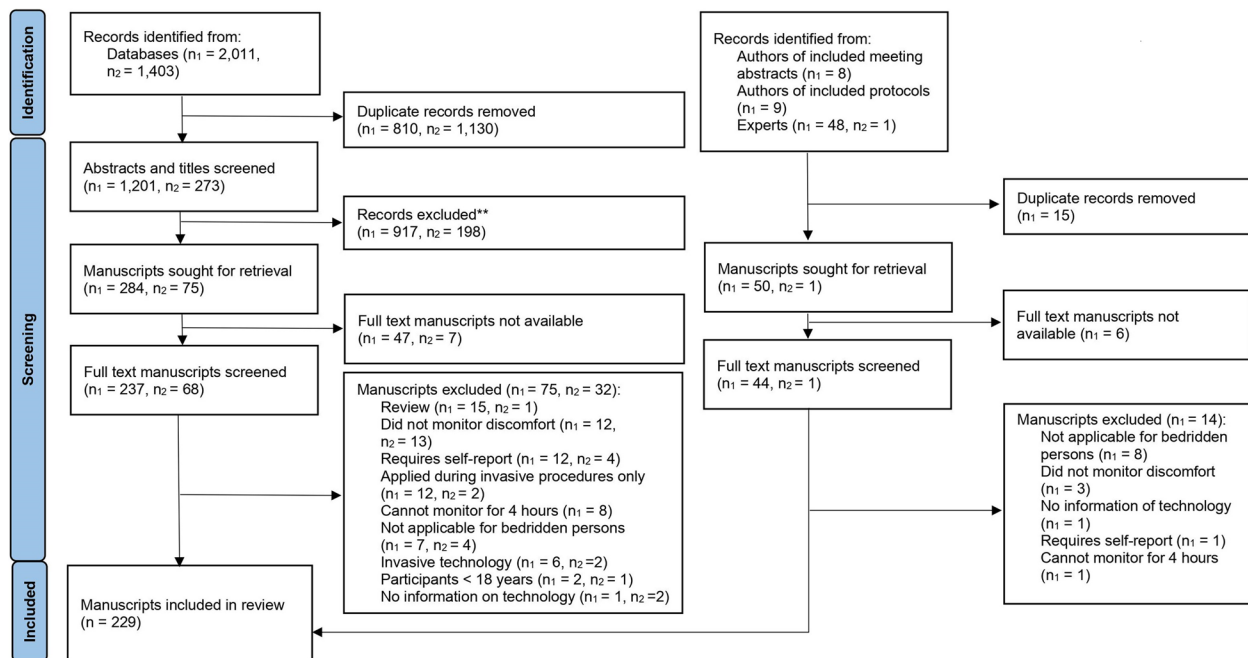 Identification
Records identified from:
Databases (n₁ = 2,011,
n₂ = 1,403)
Duplicate records removed
(n₁ = 810, n₂ = 1,130)
Records identified from:
Authors of included meeting
abstracts (n₁ = 8)
Authors of included protocols
(n₁ = 9)
Experts (n₁ = 48, n₂ = 1)
Screening
Abstracts and titles screened
(n₁ = 1,201, n₂ = 273)
Records excluded**
(n₁ = 917, n₂ = 198)
Duplicate records removed
(n₁ = 15)
Manuscripts sought for retrieval
(n₁ = 284, n₂ = 75)
Manuscripts sought for retrieval
(n₁ = 50, n₂ = 1)
Full text manuscripts not available
(n₁ = 47, n₂ = 7)
Full text manuscripts not
available (n₁ = 6)
Full text manuscripts screened
(n₁ = 237, n₂ = 68)
Full text manuscripts screened
(n₁ = 44, n₂ = 1)
Manuscripts excluded (n₁ = 75, n₂ = 32):
Review (n₁ = 15, n₂ = 1)
Did not monitor discomfort (n₁ = 12,
n₂ = 13)
Requires self-report (n₁ = 12, n₂ = 4)
Applied during invasive procedures only
(n₁ = 12, n₂ = 2)
Cannot monitor for 4 hours (n₁ = 8)
Not applicable for bedridden persons
(n₁ = 7, n₂ = 4)
Invasive technology (n₁ = 6, n₂ =2)
Participants < 18 years (n₁ = 2, n₂ = 1)
No information on technology (n₁ = 1, n₂ =2)
Manuscripts excluded (n₁ = 14):
Not applicable for bedridden
persons (n₁ = 8)
Did not monitor discomfort
(n₁ = 3)
No information of technology
(n₁ = 1)
Requires self-report (n₁ = 1)
Cannot monitor for 4 hours
(n₁ = 1)
Included
Manuscripts included in review
(n = 229)